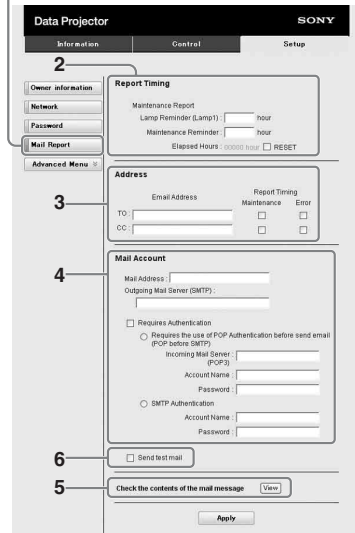 Data Projector
SONY
Information
Control
Setup
2
Owner information
Network
Password
Mail Report
Advanced Menu
Report Timing
Maintenance Report
Lamp Reminder (Lamp1) : hour
Maintenance Reminder : hour
Elapsed Hours : 00000 hour RESET
3
Address
Email Address
Report Timing
Maintenance Error
TO :
CC :
4
Mail Account
Mail Address :
Outgoing Mail Server (SMTP) :
Requires Authentication
Requires the use of POP Authentication before send email
(POP before SMTP)
Incoming Mail Server :
(POP3)
Account Name :
Password :
SMTP Authentication
Account Name :
Password :
6
Send test mail
5
Check the contents of the mail message View
Apply